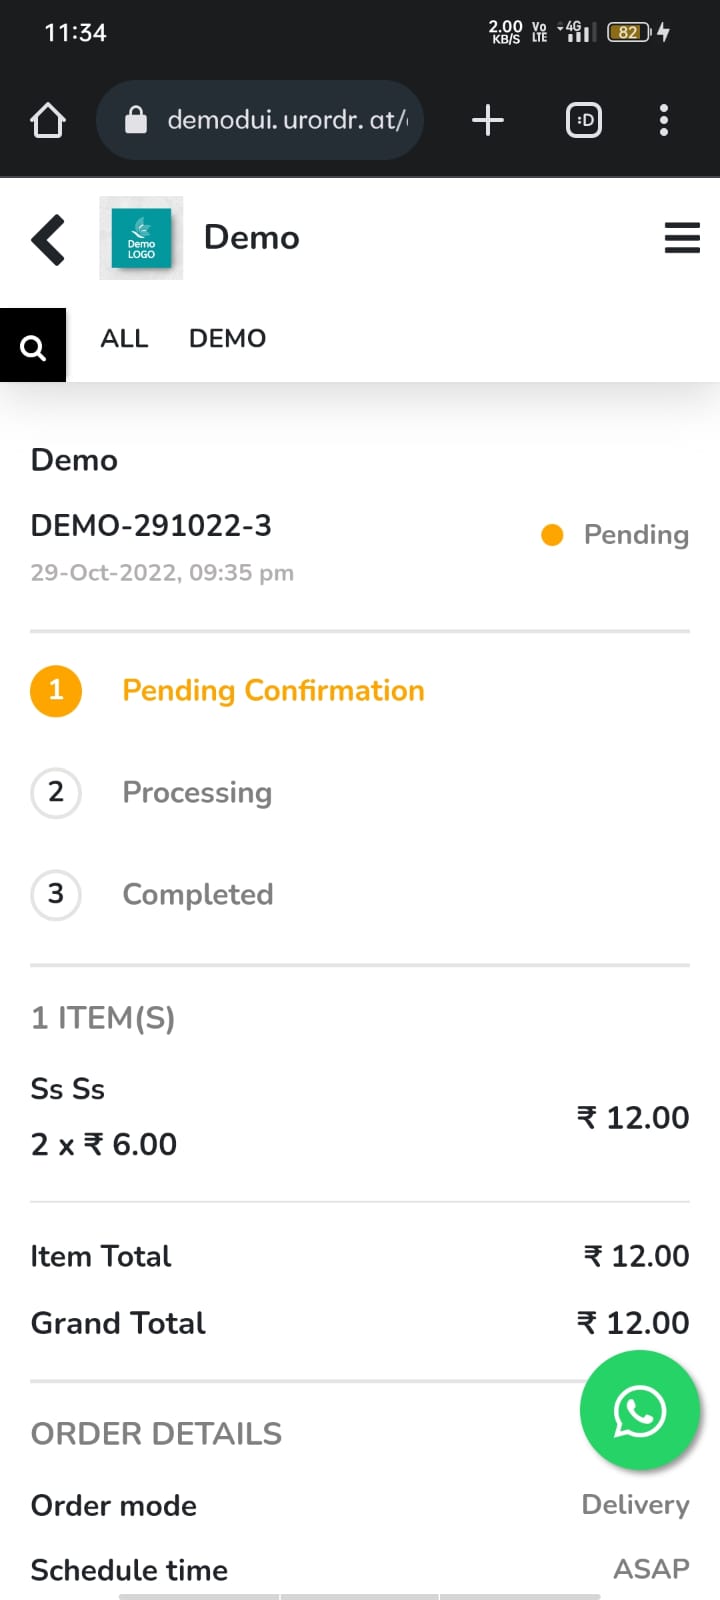 11:34
2.00 KB/S Vo LTE 4G 82
demodui.urordr.at/
:D
Demo LOGO
Demo
ALL DEMO
Demo
DEMO-291022-3
Pending
29-Oct-2022, 09:35 pm
1 Pending Confirmation
2 Processing
3 Completed
1 ITEM(S)
Ss Ss
₹ 12.00
2 x ₹ 6.00
Item Total ₹ 12.00
Grand Total ₹ 12.00
ORDER DETAILS
Order mode Delivery
Schedule time ASAP